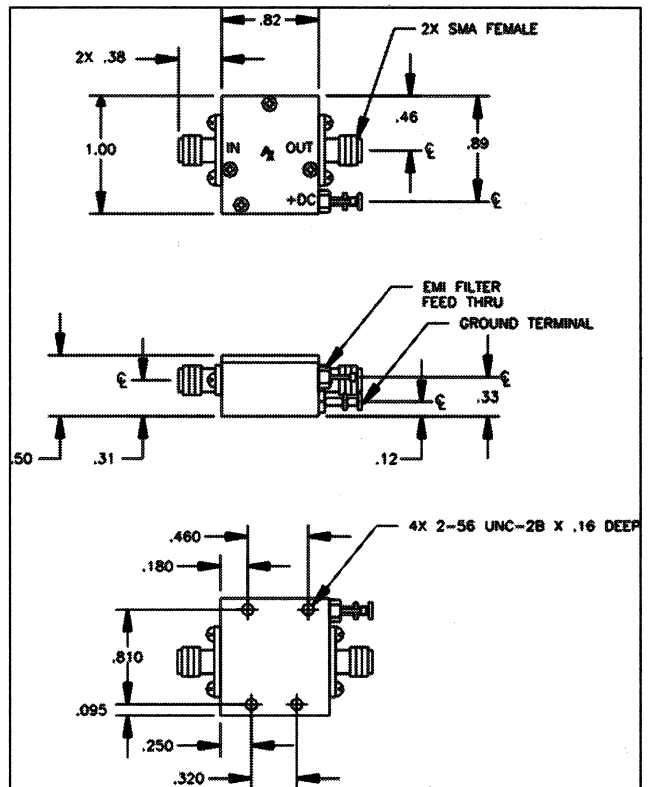 .82
2X SMA FEMALE
2X .38
.46
1.00
IN
OUT
.89
℄
+DC
℄
EMI FILTER
FEED THRU
GROUND TERMINAL
℄
℄
℄
.33
.50
.31
.12
.460
4X 2-56 UNC-2B X .16 DEEP
.180
.810
.095
.250
.320